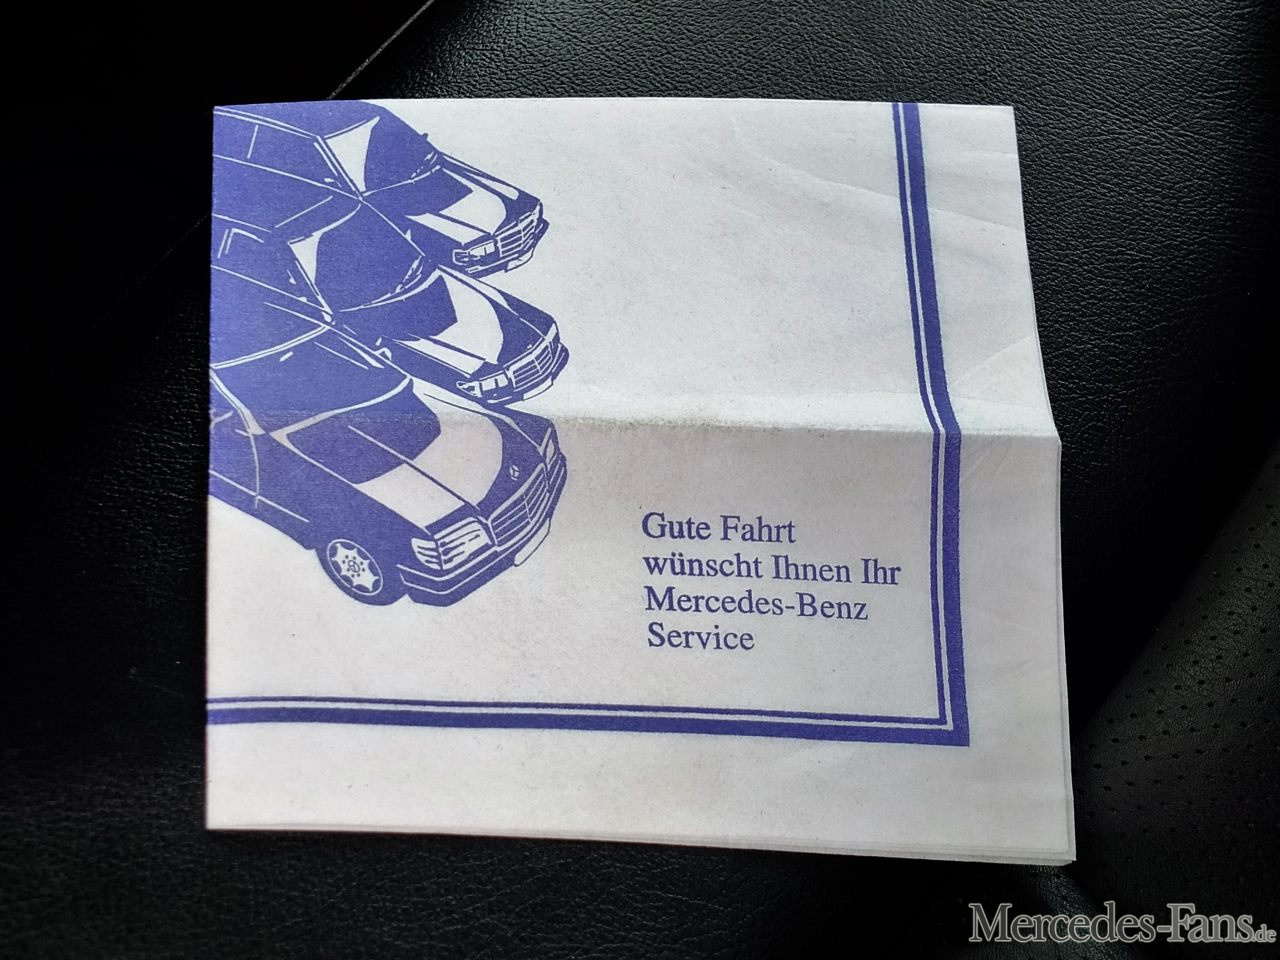 Gute Fahrt
wünscht Ihnen Ihr
Mercedes-Benz
Service
Mercedes-Fans.de